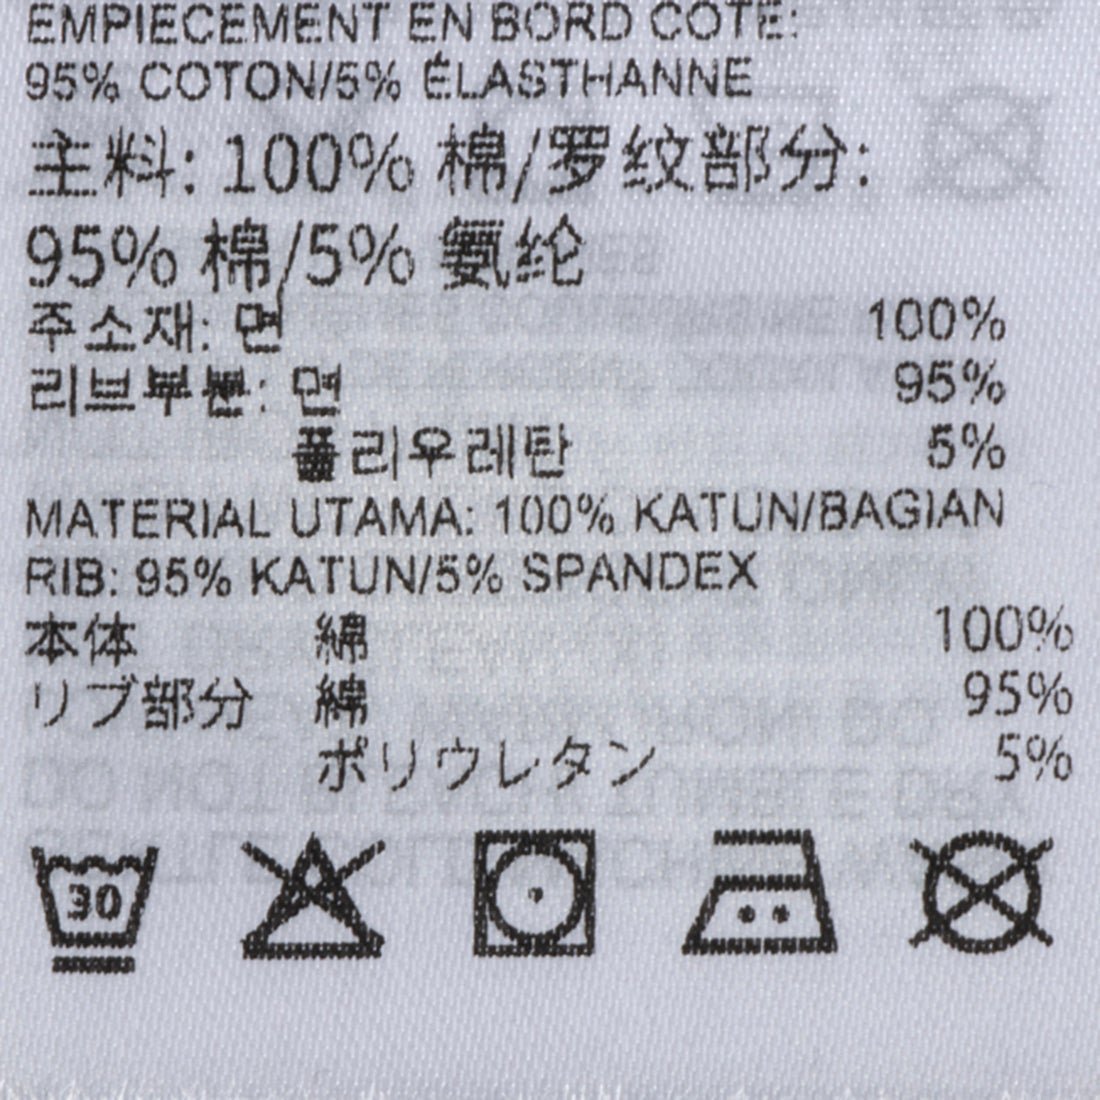 EMPIECEMENT EN BORD COTE:
95% COTON/5% ÉLASTHANNE
主料: 100% 棉/罗纹部分:
95% 棉/5% 氨纶
주소재: 면 100%
리브부분: 면 95%
폴리우레탄 5%
MATERIAL UTAMA: 100% KATUN/BAGIAN
RIB: 95% KATUN/5% SPANDEX
本体 綿 100%
リブ部分 綿 95%
ポリウレタン 5%
30